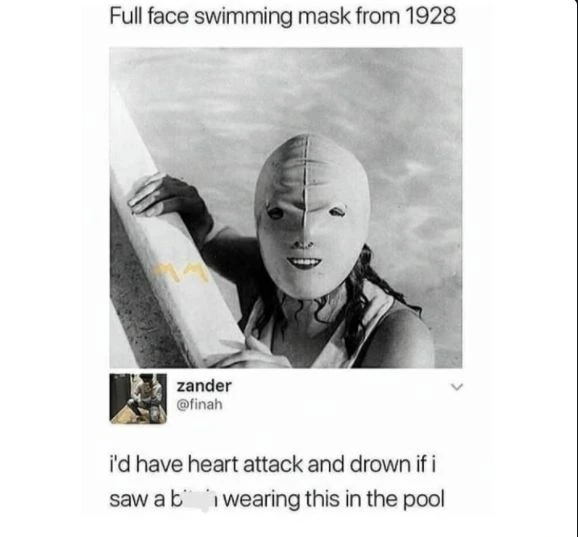 Full face swimming mask from 1928
zander
@finah
i'd have heart attack and drown if i
saw a wearing this in the pool